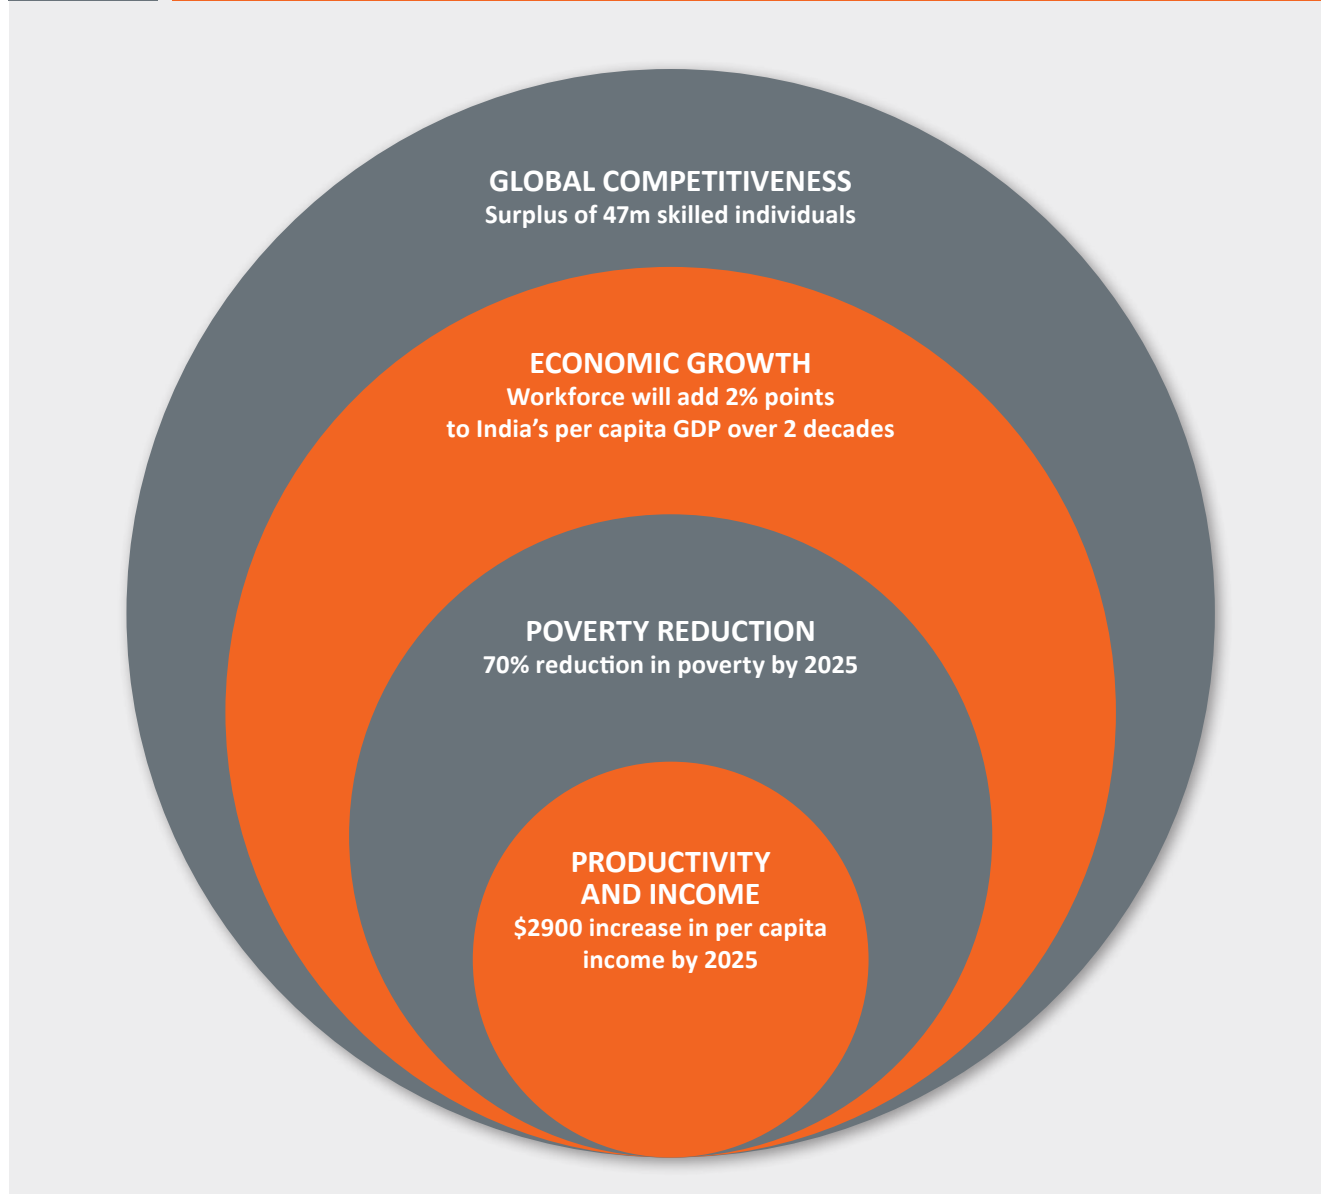 GLOBAL COMPETITIVENESS
Surplus of 47m skilled individuals
ECONOMIC GROWTH
Workforce will add 2% points
to India’s per capita GDP over 2 decades
POVERTY REDUCTION
70% reduction in poverty by 2025
PRODUCTIVITY
AND INCOME
$2900 increase in per capita
income by 2025